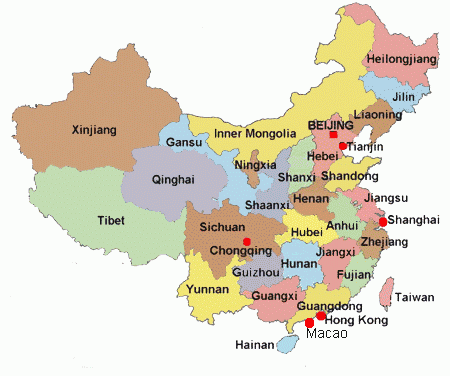 Heilongjiang
Jilin
Liaoning
Xinjiang
BEIJING
Inner Mongolia
Gansu
Tianjin
Hebei
Ningxia
Shanxi
Shandong
Qinghai
Shaanxi
Henan
Jiangsu
Tibet
Sichuan
Anhui
Shanghai
Hubei
Zhejiang
Chongqing
Jiangxi
Hunan
Guizhou
Fujian
Yunnan
Guangxi
Guangdong
Taiwan
Hong Kong
Macao
Hainan